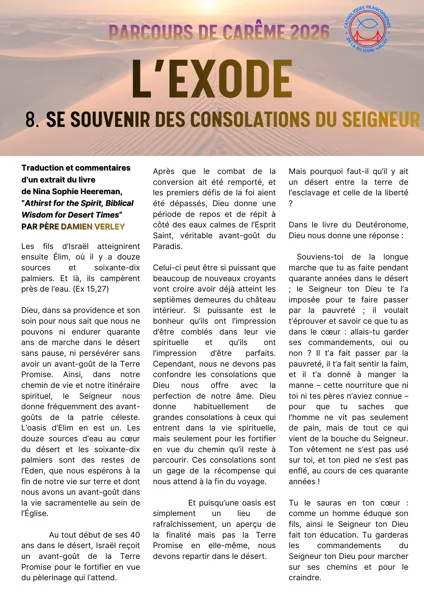 PARCOURS DE CARÊME 2026
L'EXODE
8. SE SOUVENIR DES CONSOLATIONS DU SEIGNEUR
Traduction et commentaires
d'un extrait du livre
de Nina Sophie Heereman,
"Athirst for the Spirit, Biblical
Wisdom for Desert Times"
PAR PÈRE DAMIEN VERLEY
Les fils d'Israël atteignirent
ensuite Élim, où il y a douze
sources et soixante-dix
palmiers. Et là, ils campèrent
près de l'eau. (Ex 15,27)
Dieu, dans sa providence et son
soin pour nous sait que nous ne
pouvons ni endurer quarante
ans de marche dans le désert
sans pause, ni persévérer sans
avoir un avant-goût de la Terre
Promise. Ainsi, dans notre
chemin de vie et notre itinéraire
spirituel, le Seigneur nous
donne fréquemment des avant-
goûts de la patrie céleste.
L'oasis d'Elim en est un. Les
douze sources d'eau au cœur
du désert et les soixante-dix
palmiers sont des restes de
l'Eden, que nous espérons à la
fin de notre vie sur terre et dont
nous avons un avant-goût dans
la vie sacramentelle au sein de
l'Église.
Au tout début de ses 40
ans dans le désert, Israël reçoit
un avant-goût de la Terre
Promise pour le fortifier en vue
du pèlerinage qui l'attend.
Après que le combat de la
conversion ait été remporté, et
les premiers défis de la foi aient
été dépassés, Dieu donne une
période de repos et de répit à
côté des eaux calmes de l'Esprit
Saint, véritable avant-goût du
Paradis.
Celui-ci peut être si puissant que
beaucoup de nouveaux croyants
vont croire avoir déjà atteint les
septièmes demeures du château
intérieur. Si puissant est le
bonheur qu'ils ont l'impression
d'être comblés dans leur vie
spirituelle et qu'ils ont
l'impression d'être parfaits.
Cependant, nous ne devons pas
confondre les consolations que
Dieu nous offre avec la
perfection de notre âme. Dieu
donne habituellement de
grandes consolations à ceux qui
entrent dans la vie spirituelle,
mais seulement pour les fortifier
en vue du chemin qu'il reste à
parcourir. Ces consolations sont
un gage de la récompense qui
nous attend à la fin du voyage.
Et puisqu'une oasis est
simplement un lieu de
rafraîchissement, un aperçu de
la finalité mais pas la Terre
Promise en elle-même, nous
devons repartir dans le désert.
Mais pourquoi faut-il qu'il y ait
un désert entre la terre de
l'esclavage et celle de la liberté
?
Dans le livre du Deutéronome,
Dieu nous donne une réponse :
Souviens-toi de la longue
marche que tu as faite pendant
quarante années dans le désert
; le Seigneur ton Dieu te l'a
imposée pour te faire passer
par la pauvreté ; il voulait
t'éprouver et savoir ce que tu as
dans le cœur : allais-tu garder
ses commandements, oui ou
non ? Il t'a fait passer par la
pauvreté, il t'a fait sentir la faim,
et il t'a donné à manger la
manne – cette nourriture que ni
toi ni tes pères n'aviez connue –
pour que tu saches que
l'homme ne vit pas seulement
de pain, mais de tout ce qui
vient de la bouche du Seigneur.
Ton vêtement ne s'est pas usé
sur toi, et ton pied ne s'est pas
enflé, au cours de ces quarante
années !
Tu le sauras en ton cœur :
comme un homme éduque son
fils, ainsi le Seigneur ton Dieu
fait ton éducation. Tu garderas
les commandements du
Seigneur ton Dieu pour marcher
sur ses chemins et pour le
craindre.